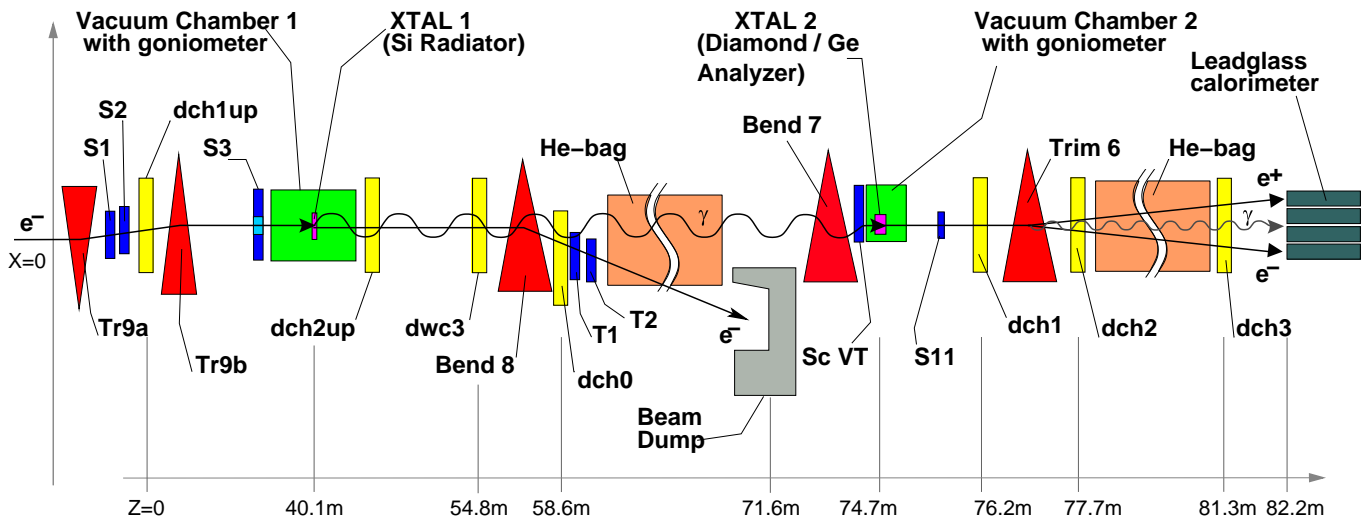 Vacuum Chamber 1
with goniometer
XTAL 1
(Si Radiator)
XTAL 2
(Diamond / Ge
Analyzer)
Vacuum Chamber 2
with goniometer
Leadglass
calorimeter
S1
S2
dch1up
S3
He−bag
γ
Bend 7
Trim 6
He−bag
e+
γ
e−
e−
X=0
Tr9a
Tr9b
dch2up
dwc3
Bend 8
dch0
T1
T2
e−
Beam
Dump
Sc VT
S11
dch1
dch2
dch3
Z=0
40.1m
54.8m
58.6m
71.6m
74.7m
76.2m
77.7m
81.3m
82.2m